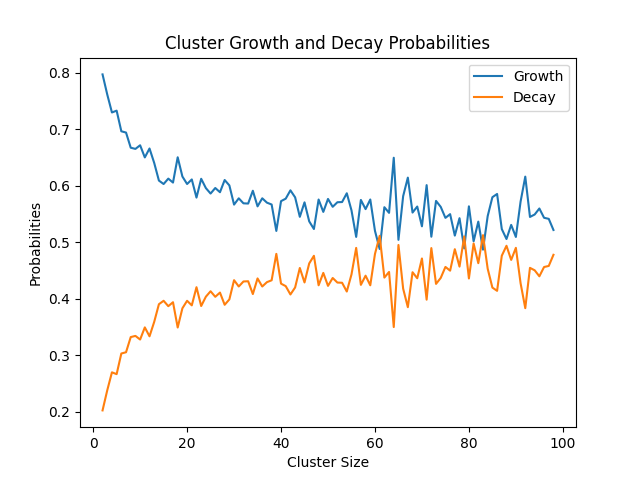 Cluster Growth and Decay Probabilities
Growth
Decay
0.8
0.7
0.6
0.5
0.4
0.3
0.2
Probabilities
0
20
40
60
80
100
Cluster Size